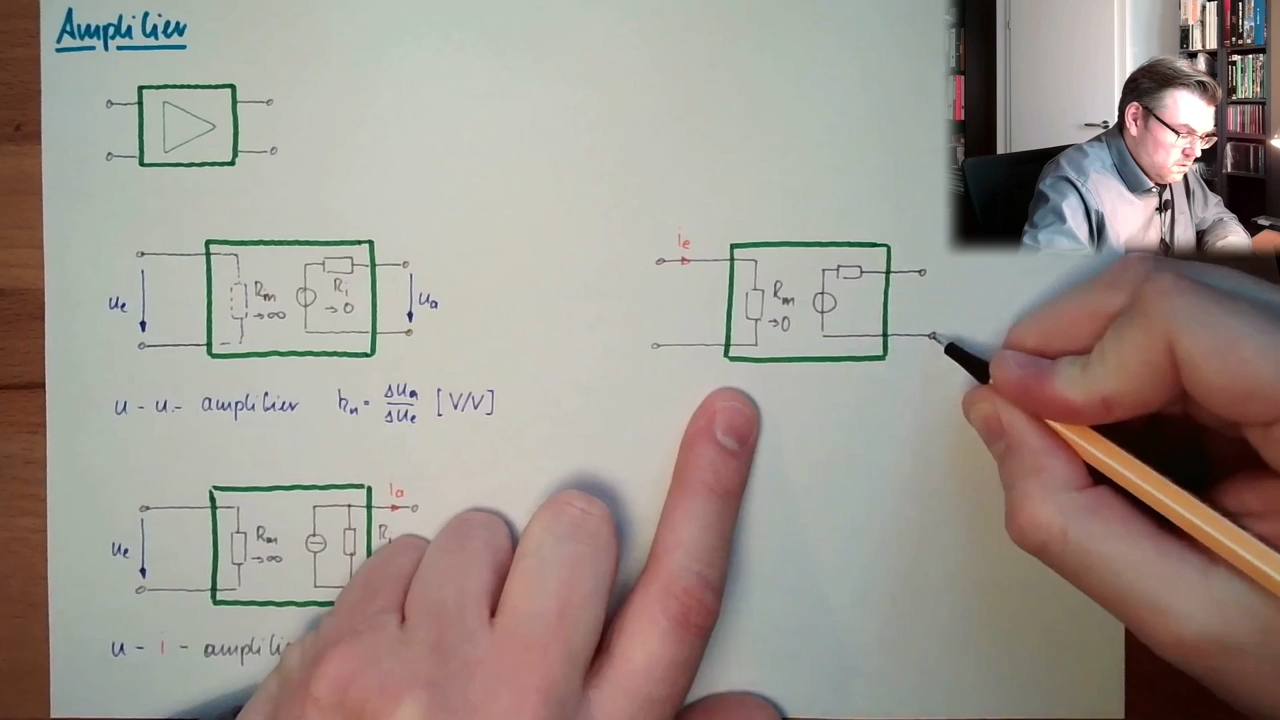 Amplifier
ue
Rm
→∞
Ri
→0
ua
u - u - amplifier ku = Δua/Δue [V/V]
ie
Rm
→0
ue
Rm
→∞
ia
u - i -